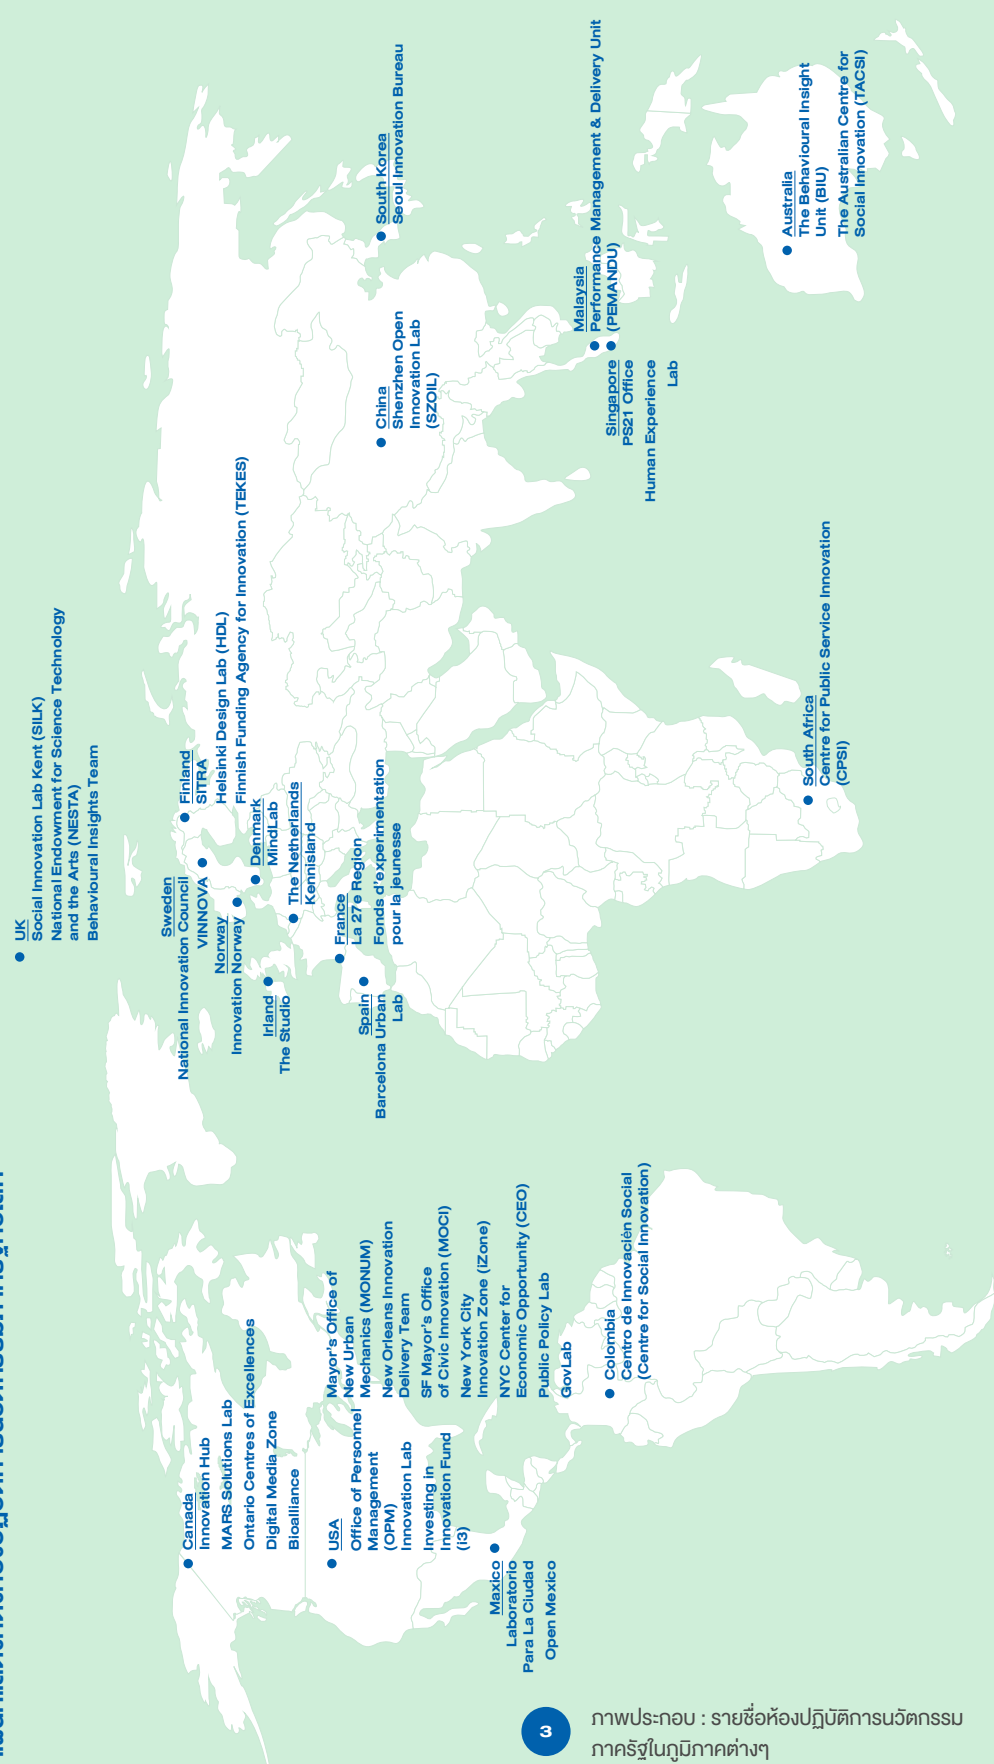 UK
Social Innovation Lab Kent (SILK)
National Endowment for Science Technology
and the Arts (NESTA)
Behavioural Insights Team
Sweden
National Innovation Council
VINNOVA
Norway
Innovation Norway
Irland
The Studio
Finland
SITRA
Helsinki Design Lab (HDL)
Finnish Funding Agency for Innovation (TEKES)
Denmark
MindLab
The Netherlands
Kennisland
France
La 27e Region
Fonds d'experimentation
pour la jeunesse
Spain
Barcelona Urban
Lab
South Korea
Seoul Innovation Bureau
China
Shenzhen Open
Innovation Lab
(SZOIL)
Malaysia
Performance Management & Delivery Unit
(PEMANDU)
Singapore
PS21 Office
Human Experience
Lab
Australia
The Behavioural Insight
Unit (BIU)
The Australian Centre for
Social Innovation (TACSI)
South Africa
Centre for Public Service Innovation
(CPSI)
Canada
Innovation Hub
MARS Solutions Lab
Ontario Centres of Excellences
Digital Media Zone
Bioalliance
USA
Office of Personnel
Management
(OPM)
Innovation Lab
Investing in
Innovation Fund
(i3)
Mayor's Office of
New Urban
Mechanics (MONUM)
New Orleans Innovation
Delivery Team
SF Mayor's Office
of Civic Innovation (MOCI)
New York City
Innovation Zone (iZone)
NYC Center for
Economic Opportunity (CEO)
Public Policy Lab
GovLab
Maxico
Laboratorio
Para La Ciudad
Open Mexico
Colombia
Centro de Innovación Social
(Centre for Social Innovation)
3
ภาพประกอบ : รายชื่อห้องปฏิบัติการนวัตกรรม
ภาครัฐในภูมิภาคต่างๆ